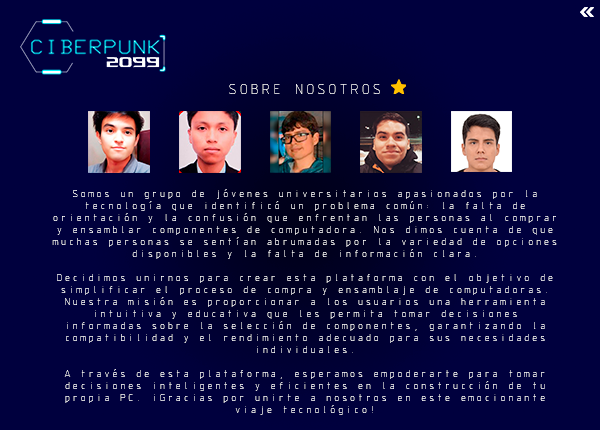 CIBERPUNK
2099
SOBRE NOSOTROS
Somos un grupo de jóvenes universitarios apasionados por la
tecnología que identificó un problema común: la falta de
orientación y la confusión que enfrentan las personas al comprar
y ensamblar componentes de computadora. Nos dimos cuenta de que
muchas personas se sentían abrumadas por la variedad de opciones
disponibles y la falta de información clara.
Decidimos unirnos para crear esta plataforma con el objetivo de
simplificar el proceso de compra y ensamblaje de computadoras.
Nuestra misión es proporcionar a los usuarios una herramienta
intuitiva y educativa que les permita tomar decisiones
informadas sobre la selección de componentes, garantizando la
compatibilidad y el rendimiento adecuado para sus necesidades
individuales.
A través de esta plataforma, esperamos empoderarte para tomar
decisiones inteligentes y eficientes en la construcción de tu
propia PC. ¡Gracias por unirte a nosotros en este emocionante
viaje tecnológico!